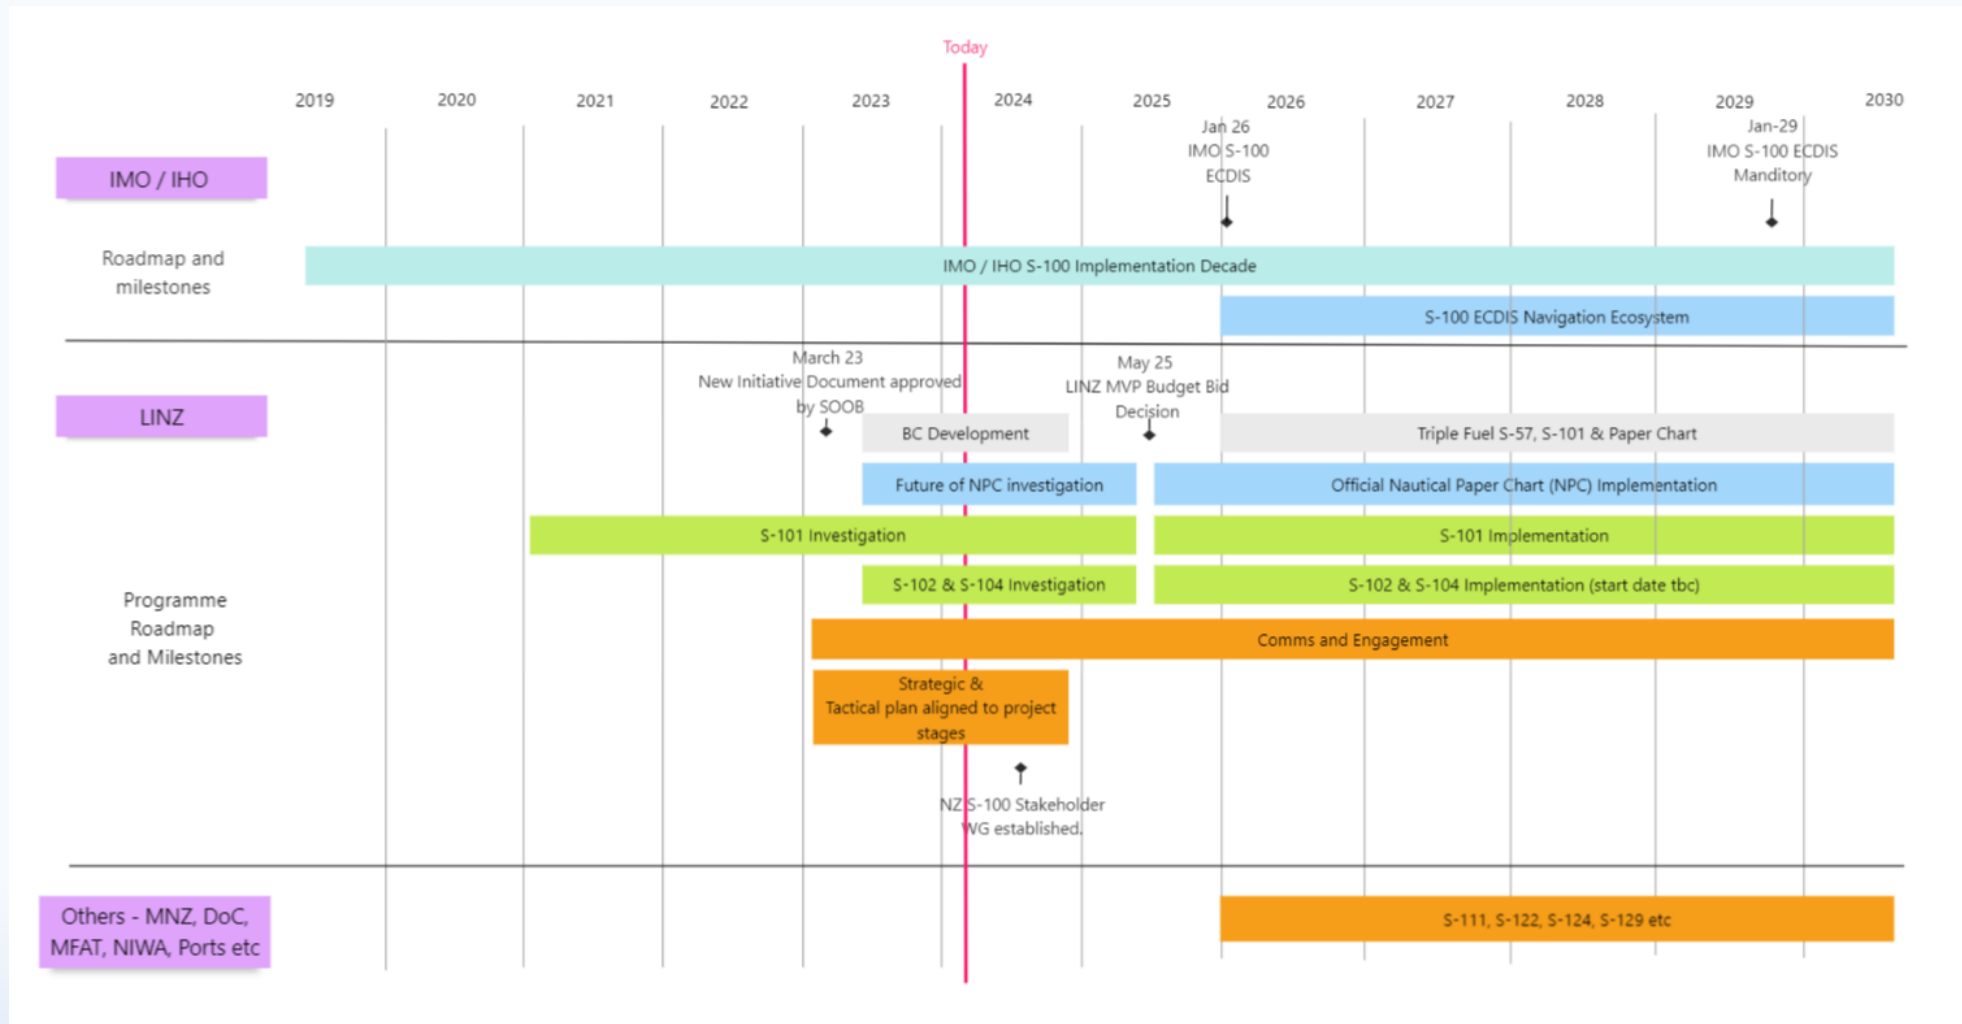 Today
2019
2020
2021
2022
2023
2024
2025
2026
2027
2028
2029
2030
Jan 26
IMO S-100
ECDIS
Jan-29
IMO S-100 ECDIS
Manditory
IMO / IHO
Roadmap and
milestones
IMO / IHO S-100 Implementation Decade
S-100 ECDIS Navigation Ecosystem
March 23
New Initiative Document approved
by SOOB
May 25
LINZ MVP Budget Bid
Decision
LINZ
BC Development
Triple Fuel S-57, S-101 & Paper Chart
Future of NPC investigation
Official Nautical Paper Chart (NPC) Implementation
S-101 Investigation
S-101 Implementation
S-102 & S-104 Investigation
S-102 & S-104 Implementation (start date tbc)
Programme
Roadmap
and Milestones
Comms and Engagement
Strategic &
Tactical plan aligned to project
stages
NZ S-100 Stakeholder
WG established.
Others - MNZ, DoC,
MFAT, NIWA, Ports etc
S-111, S-122, S-124, S-129 etc